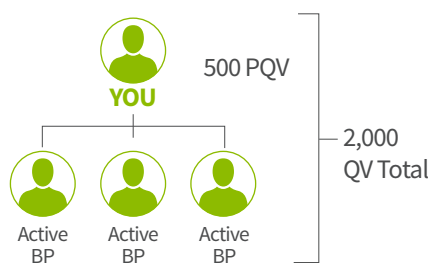 500 PQV
YOU
2,000
QV Total
Active
BP
Active
BP
Active
BP